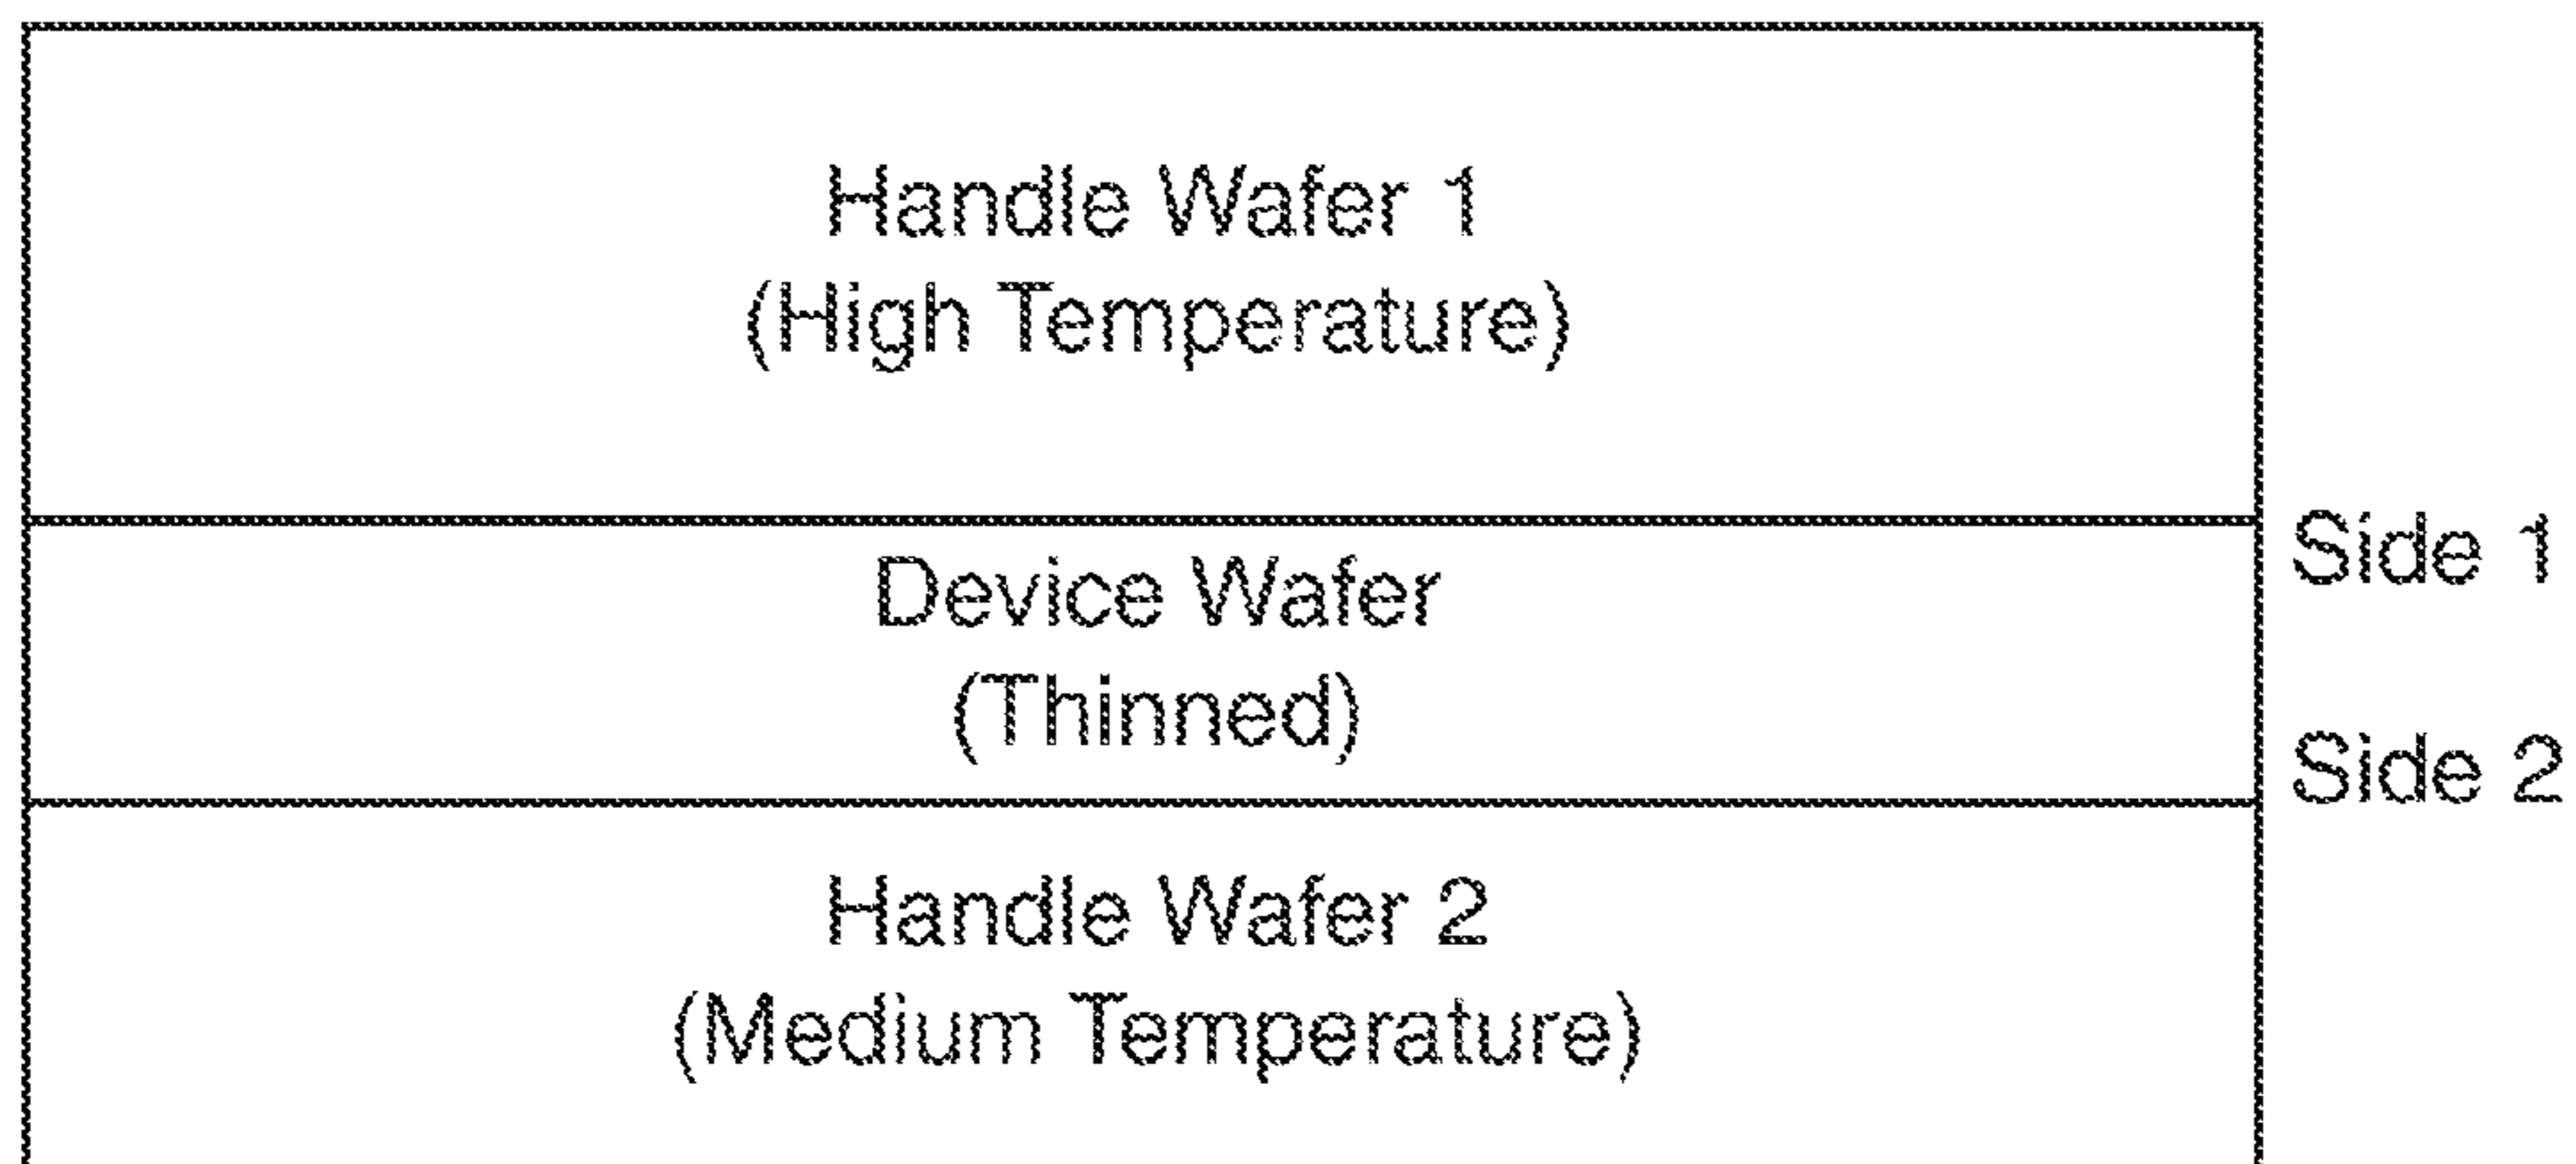 Handle Wafer 1
(High Temperature)
Side 1
Device Wafer
(Thinned)
Side 2
Handle Wafer 2
(Medium Temperature)